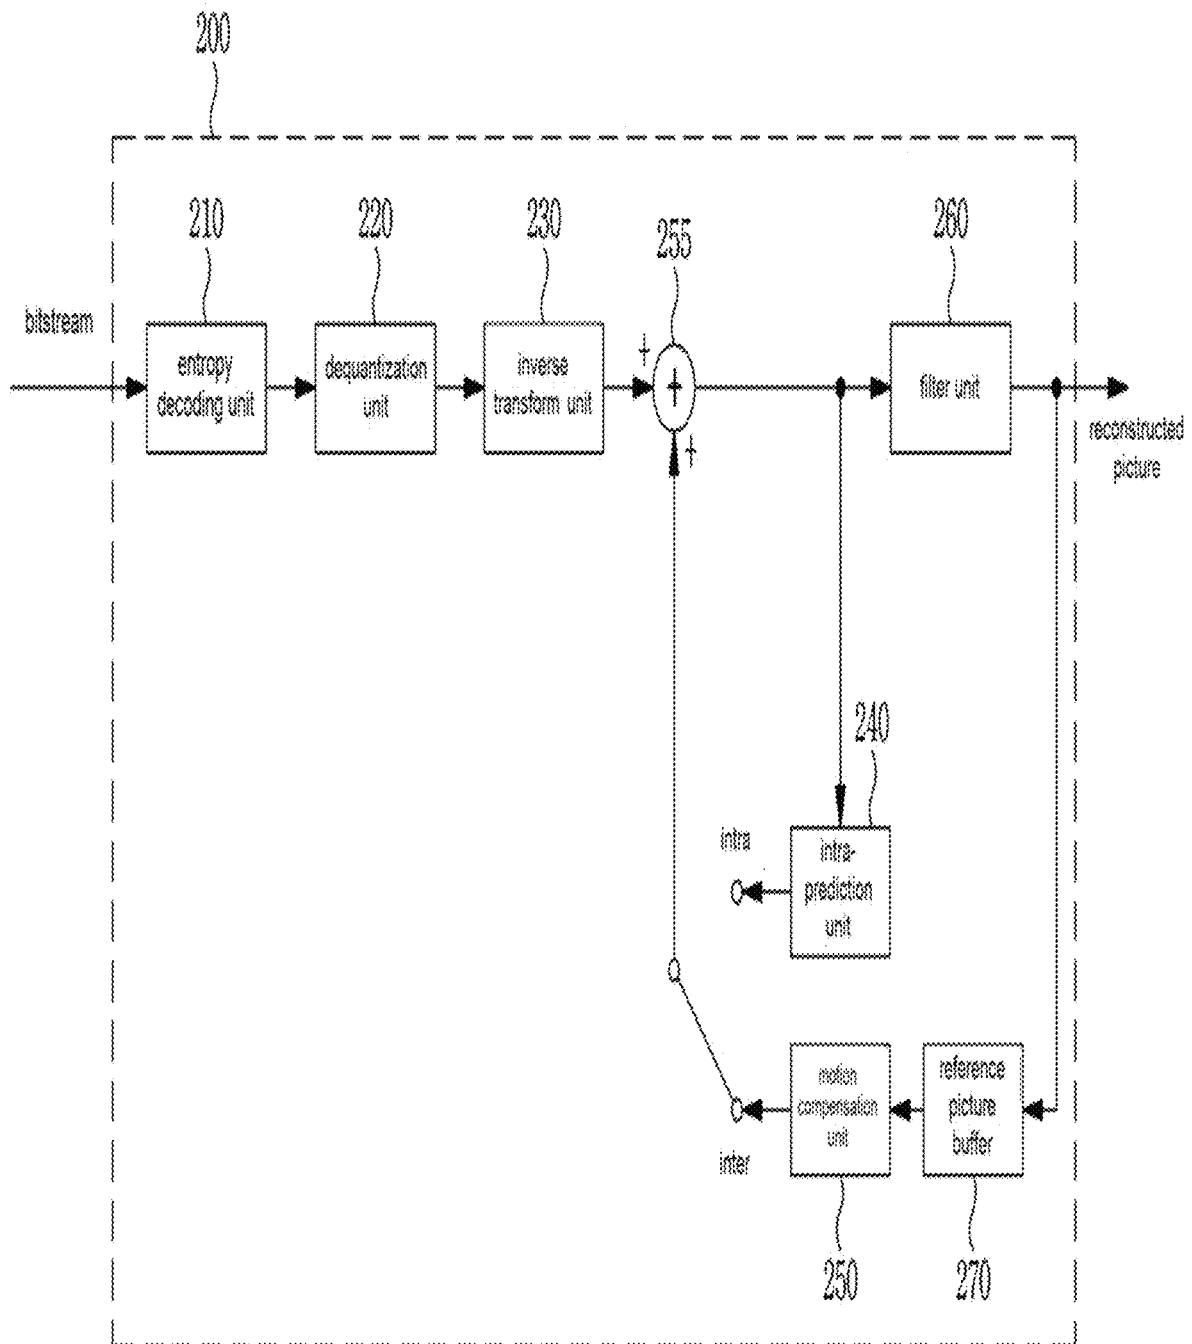 200
210
220
230
255
260
bitstream
entropy
decoding unit
dequantization
unit
inverse
transform unit
+
+
+
filter unit
reconstructed
picture
240
intra
intra-
prediction
unit
motion
compensation
unit
reference
picture
buffer
inter
250
270